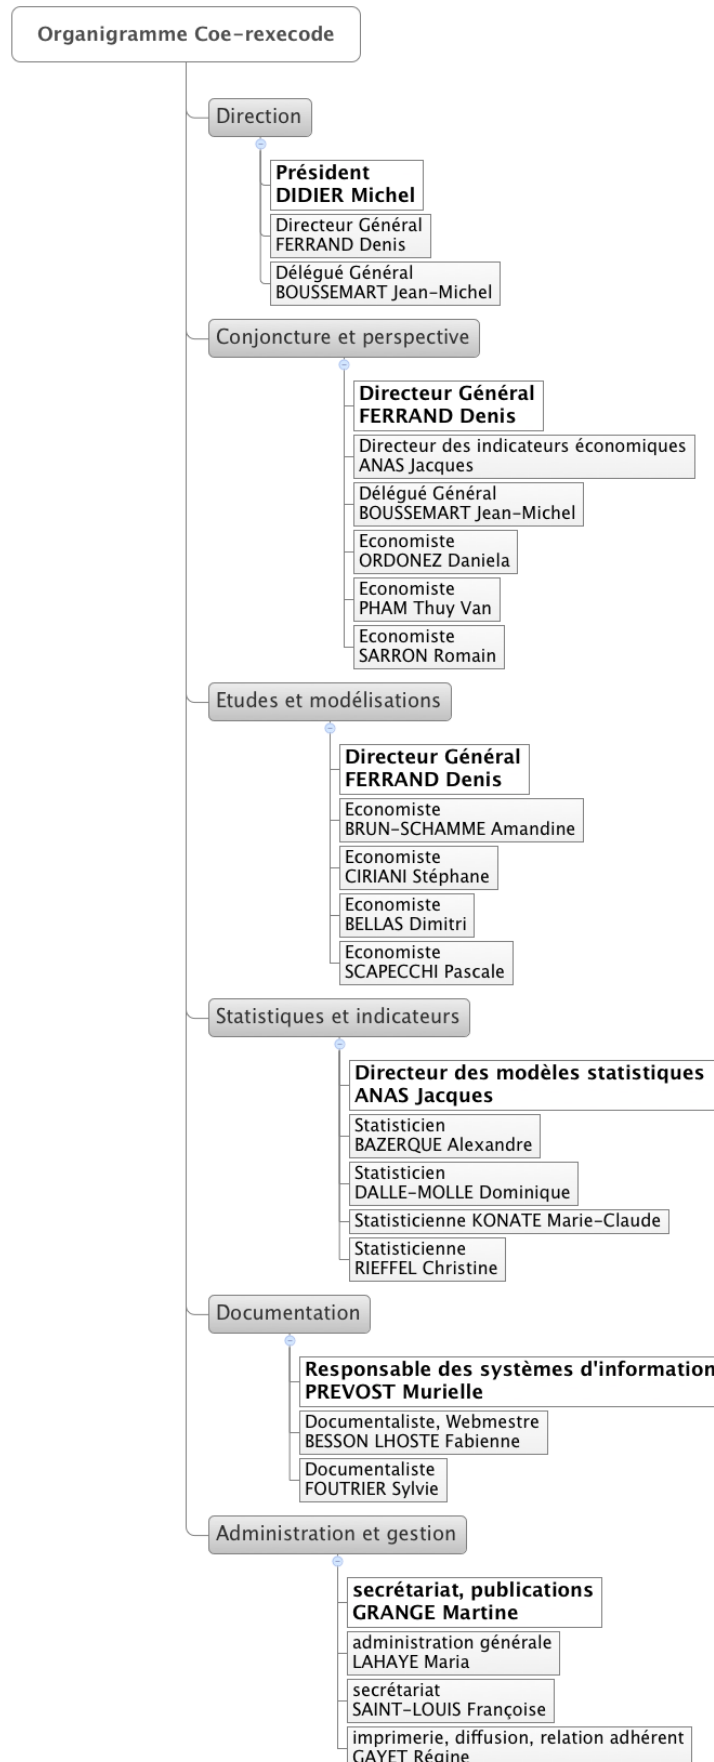 Organigramme Coe-rexecode
Direction
Président
DIDIER Michel
Directeur Général
FERRAND Denis
Délégué Général
BOUSSEMART Jean-Michel
Conjoncture et perspective
Directeur Général
FERRAND Denis
Directeur des indicateurs économiques
ANAS Jacques
Délégué Général
BOUSSEMART Jean-Michel
Economiste
ORDONEZ Daniela
Economiste
PHAM Thuy Van
Economiste
SARRON Romain
Etudes et modélisations
Directeur Général
FERRAND Denis
Economiste
BRUN-SCHAMME Amandine
Economiste
CIRIANI Stéphane
Economiste
BELLAS Dimitri
Economiste
SCAPECCHI Pascale
Statistiques et indicateurs
Directeur des modèles statistiques
ANAS Jacques
Statisticien
BAZERQUE Alexandre
Statisticien
DALLE-MOLLE Dominique
Statisticienne KONATE Marie-Claude
Statisticienne
RIEFFEL Christine
Documentation
Responsable des systèmes d'information
PREVOST Murielle
Documentaliste, Webmestre
BESSON LHOSTE Fabienne
Documentaliste
FOUTRIER Sylvie
Administration et gestion
secrétariat, publications
GRANGE Martine
administration générale
LAHAYE Maria
secrétariat
SAINT-LOUIS Françoise
imprimerie, diffusion, relation adhérent
GAYET Régine